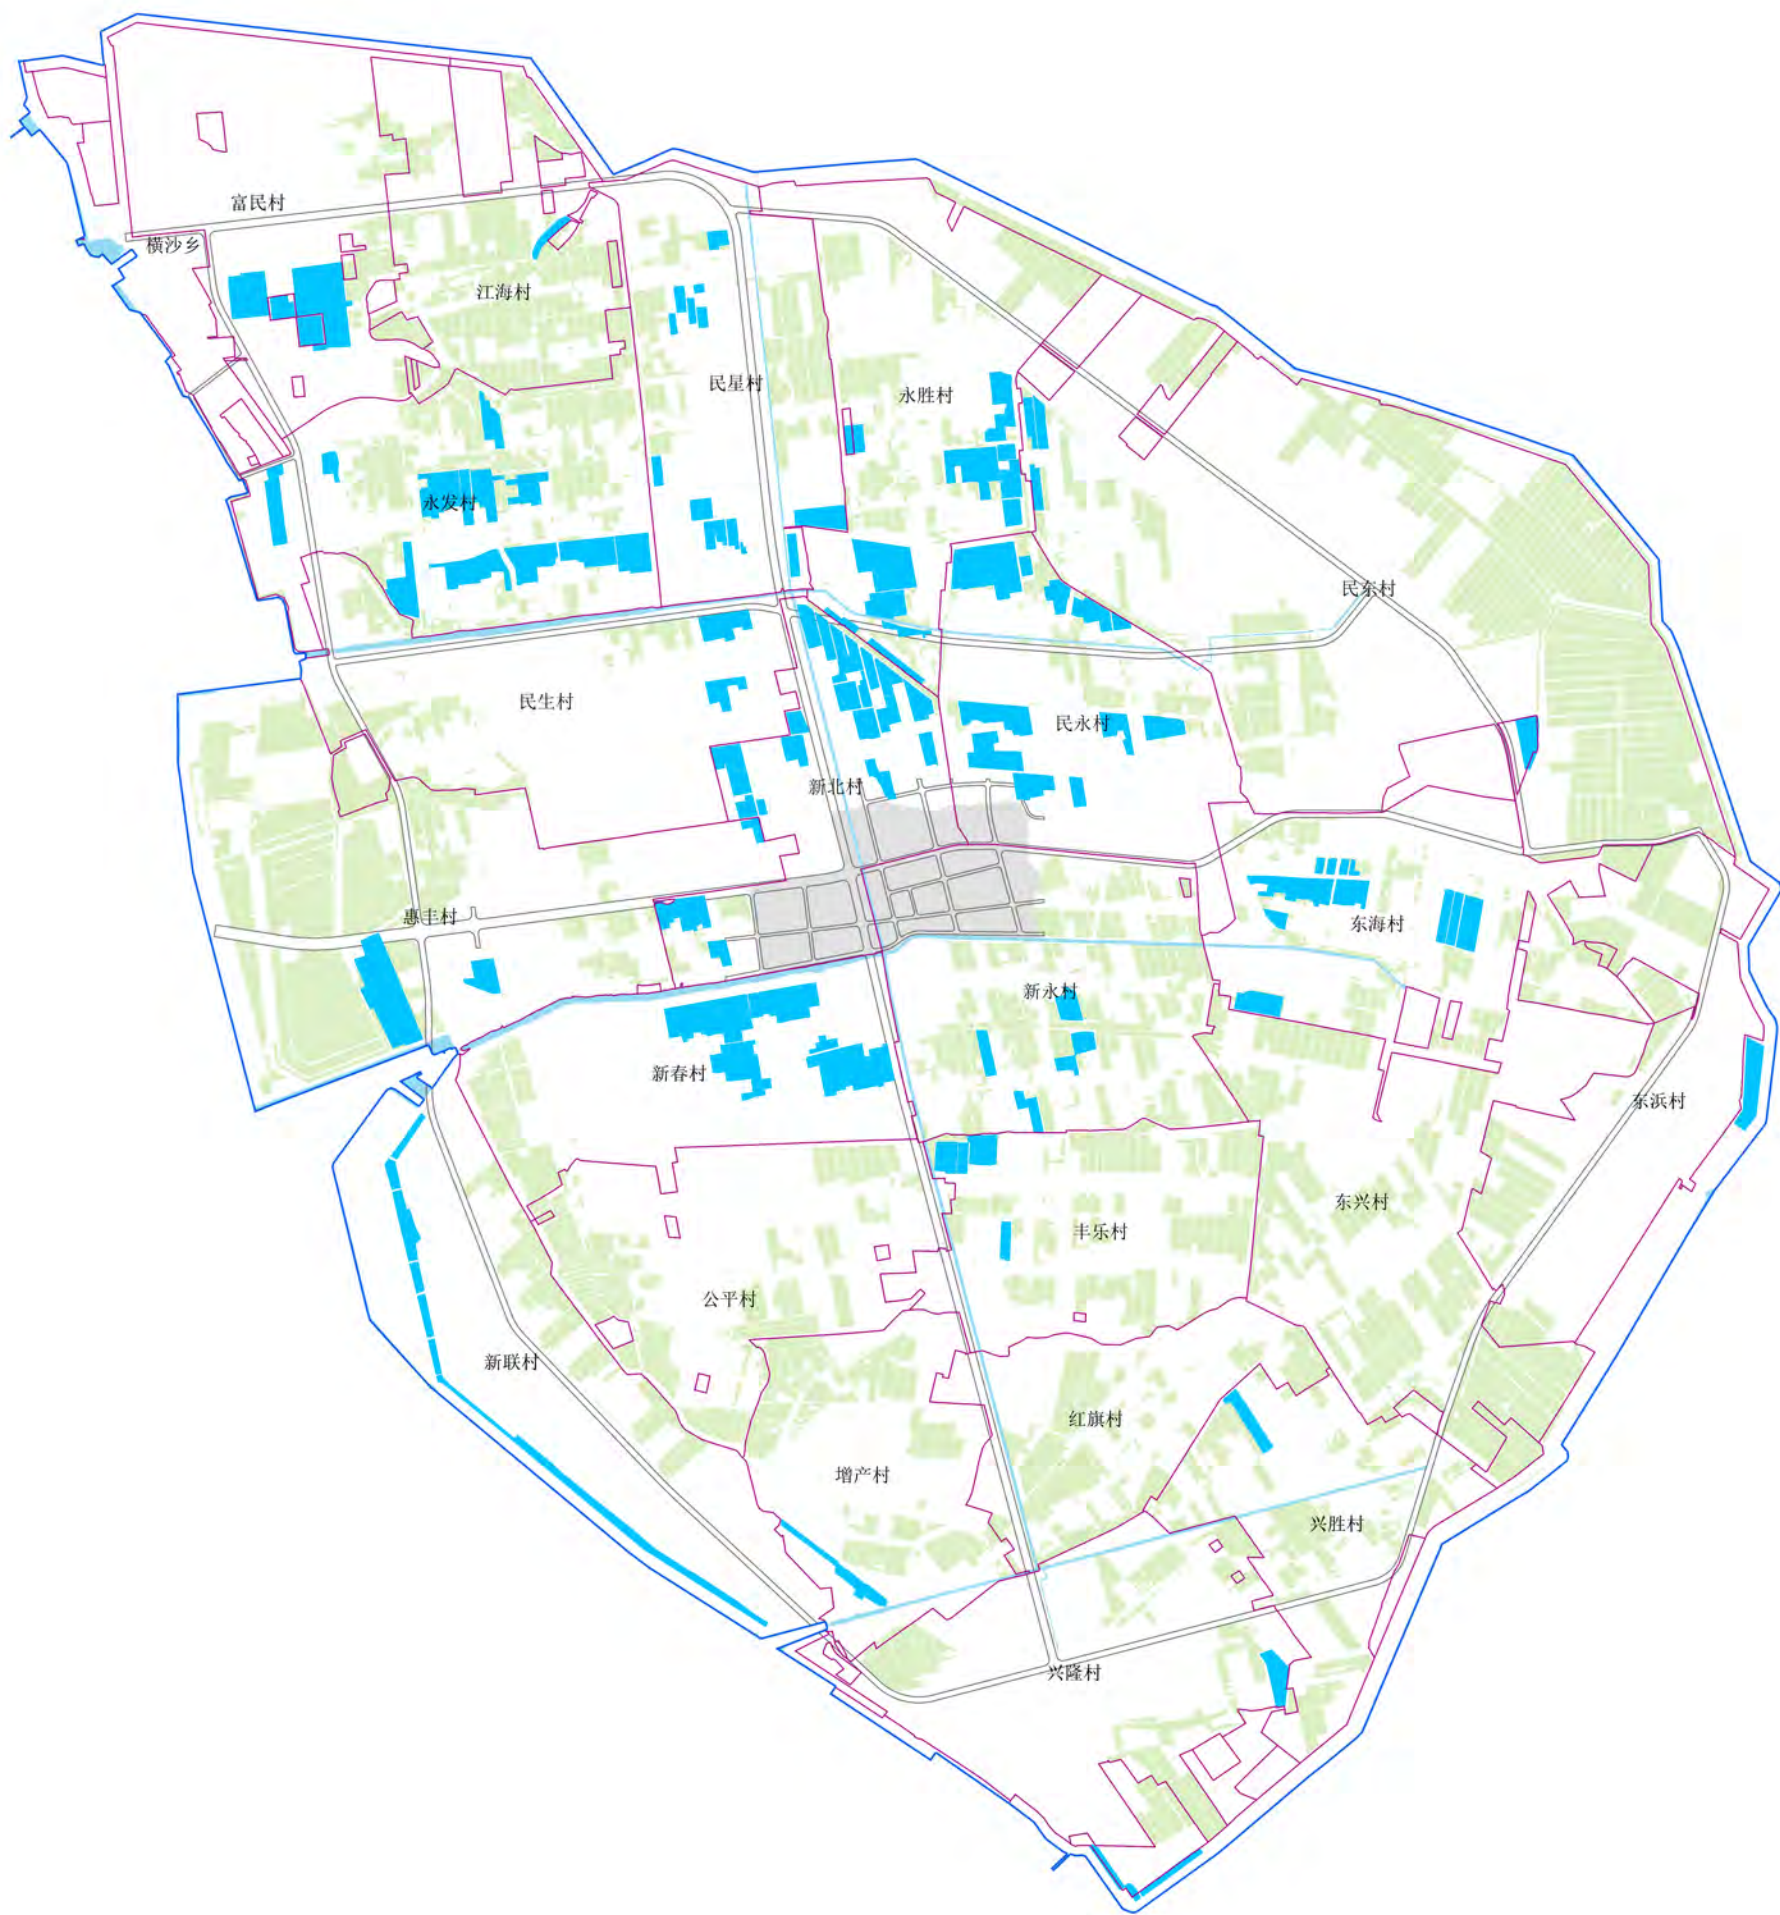 富民村
横沙乡
江海村
民星村
永胜村
永发村
民东村
民生村
民永村
新北村
惠丰村
东海村
新永村
新春村
东浜村
东兴村
丰乐村
公平村
新联村
红旗村
增产村
兴胜村
兴隆村